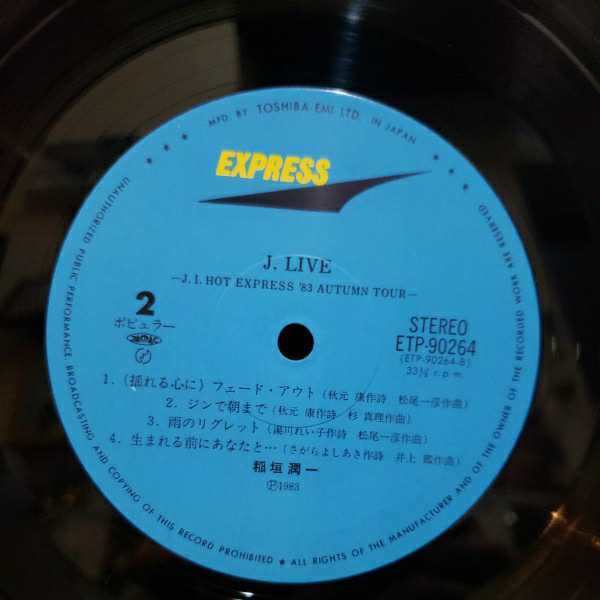 MFD. BY TOSHIBA-EMI LTD. IN JAPAN
EXPRESS
J. LIVE
—J. I. HOT EXPRESS '83 AUTUMN TOUR—
2
ポピュラー
STEREO
ETP-90264
(ETP-90264-B)
33⅓ r.p.m.
1. (揺れる心に) フェード・アウト (秋元 康作詩 松尾一彦作曲)
2. ジンで朝まで (秋元 康作詩 杉 真理作曲)
3. 雨のリグレット (湯川れい子作詩 松尾一彦作曲)
4. 生まれる前にあなたと… (さがらよしあき作詩 井上 鑑作曲)
稲垣潤一
Ⓟ1983
UNAUTHORIZED PUBLIC PERFORMANCE BROADCASTING AND COPYING OF THIS RECORD PROHIBITED ★ ALL RIGHTS OF THE MANUFACTURER AND OF THE OWNER OF THE RECORDED WORK ARE RESERVED